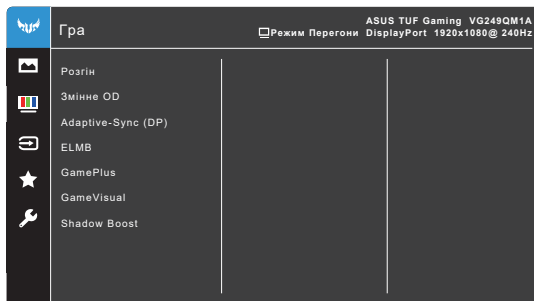 ASUS TUF Gaming VG249QM1A
Гра
Режим Перегони DisplayPort 1920x1080@ 240Hz
Розгін
Змінне OD
Adaptive-Sync (DP)
ELMB
GamePlus
GameVisual
Shadow Boost